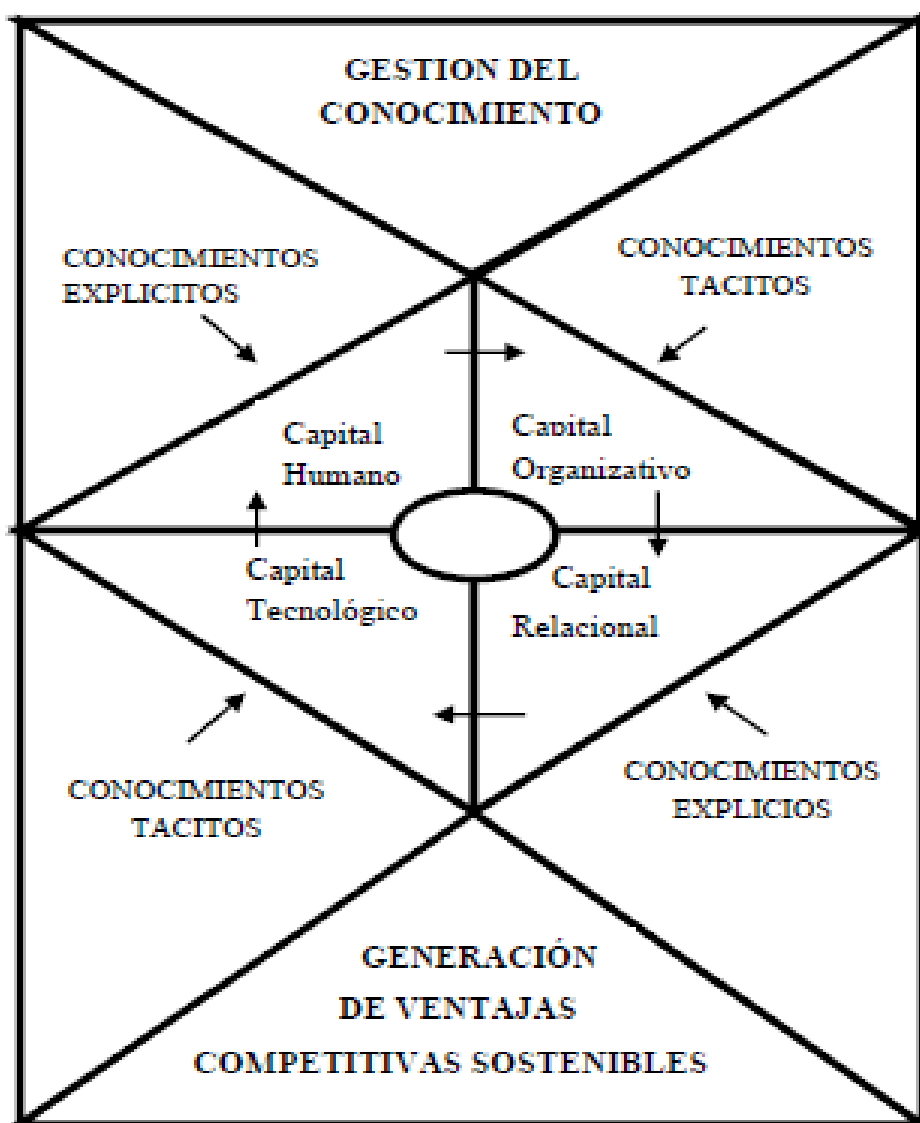 GESTION DEL
CONOCIMIENTO
CONOCIMIENTOS
EXPLICITOS
CONOCIMIENTOS
TACITOS
Capital
Humano
Capital
Organizativo
Capital
Tecnológico
Capital
Relacional
CONOCIMIENTOS
TACITOS
CONOCIMIENTOS
EXPLICIOS
GENERACIÓN
DE VENTAJAS
COMPETITIVAS SOSTENIBLES